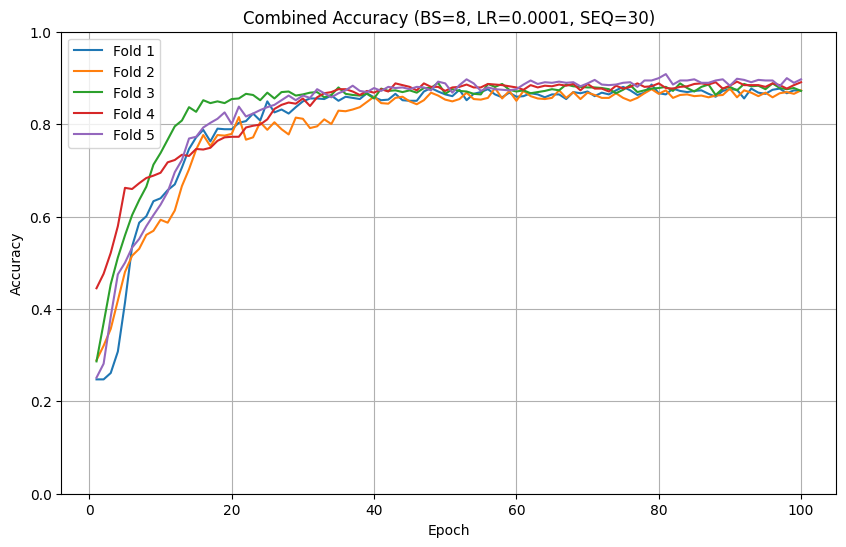 Combined Accuracy (BS=8, LR=0.0001, SEQ=30)
Fold 1
Fold 2
Fold 3
Fold 4
Fold 5
1.0
0.8
0.6
0.4
0.2
0.0
Accuracy
0 20 40 60 80 100
Epoch